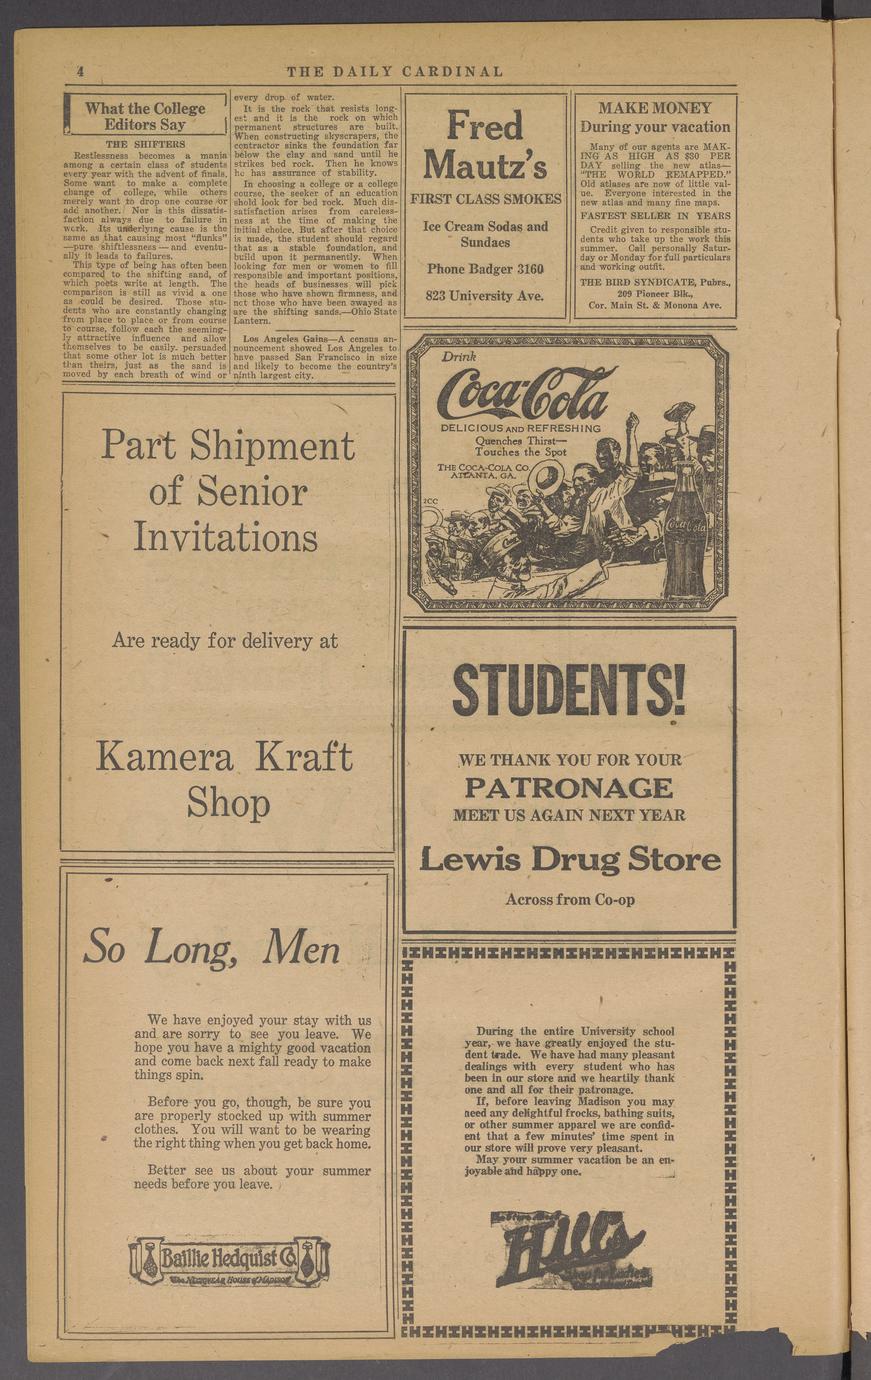 4
THE DAILY CARDINAL
What the College
Editors Say
THE SHIFTERS
Restlessness becomes a mania
among a certain class of students
every year with the advent of finals.
Some want to make a complete
change of college, while others
merely want to drop one course or
add another. Nor is this dissatis-
faction always due to failure in
work. Its underlying cause is the
same as that causing most "flunks"
—pure shiftlessness—and eventu-
ally it leads to failures.
This type of being has often been
compared to the shifting sand, of
which poets write at length. The
comparison is still as vivid a one
as could be desired. Those stu-
dents who are constantly changing
from place to place or from course
to course, follow each the seeming-
ly attractive influence and allow
themselves to be easily. persuaded
that some other lot is much better
than theirs, just as the sand is
moved by each breath of wind or
every drop of water.
It is the rock that resists long-
est and it is the rock on which
permanent structures are built.
When constructing skyscrapers, the
contractor sinks the foundation far
below the clay and sand until he
strikes bed rock. Then he knows
he has assurance of stability.
In choosing a college or a college
course, the seeker of an education
shold look for bed rock. Much dis-
satisfaction arises from careless-
ness at the time of making the
initial choice. But after that choice
is made, the student should regard
that as a stable foundation, and
build upon it permanently. When
looking for men or women to fill
responsible and important positions,
the heads of businesses will pick
those who have shown firmness, and
not those who have been swayed as
are the shifting sands.—Ohio State
Lantern.
Los Angeles Gains—A census an-
nouncement showed Los Angeles to
have passed San Francisco in size
and likely to become the country's
ninth largest city.
Fred
Mautz's
FIRST CLASS SMOKES
Ice Cream Sodas and
Sundaes
Phone Badger 3160
823 University Ave.
MAKE MONEY
During your vacation
Many of our agents are MAK-
ING AS HIGH AS $30 PER
DAY selling the new atlas—
"THE WORLD REMAPPED."
Old atlases are now of little val-
ue. Everyone interested in the
new atlas and many fine maps.
FASTEST SELLER IN YEARS
Credit given to responsible stu-
dents who take up the work this
summer. Call personally Satur-
day or Monday for full particulars
and working outfit.
THE BIRD SYNDICATE, Pubrs.,
209 Pioneer Blk.,
Cor. Main St. & Monona Ave.
Drink
Coca-Cola
DELICIOUS AND REFRESHING
Quenches Thirst—
Touches the Spot
THE COCA-COLA CO.
ATLANTA, GA.
2CC
Coca-Cola
Part Shipment
of Senior
Invitations
Are ready for delivery at
Kamera Kraft
Shop
STUDENTS!
WE THANK YOU FOR YOUR
PATRONAGE
MEET US AGAIN NEXT YEAR
Lewis Drug Store
Across from Co-op
So Long, Men
We have enjoyed your stay with us
and are sorry to see you leave. We
hope you have a mighty good vacation
and come back next fall ready to make
things spin.
Before you go, though, be sure you
are properly stocked up with summer
clothes. You will want to be wearing
the right thing when you get back home.
Better see us about your summer
needs before you leave.
Baillie Hedquist Co
The NECKWEAR HOUSE of MADISON
During the entire University school
year, we have greatly enjoyed the stu-
dent trade. We have had many pleasant
dealings with every student who has
been in our store and we heartily thank
one and all for their patronage.
If, before leaving Madison you may
need any delightful frocks, bathing suits,
or other summer apparel we are confid-
ent that a few minutes' time spent in
our store will prove very pleasant.
May your summer vacation be an en-
joyable and happy one.
Hills